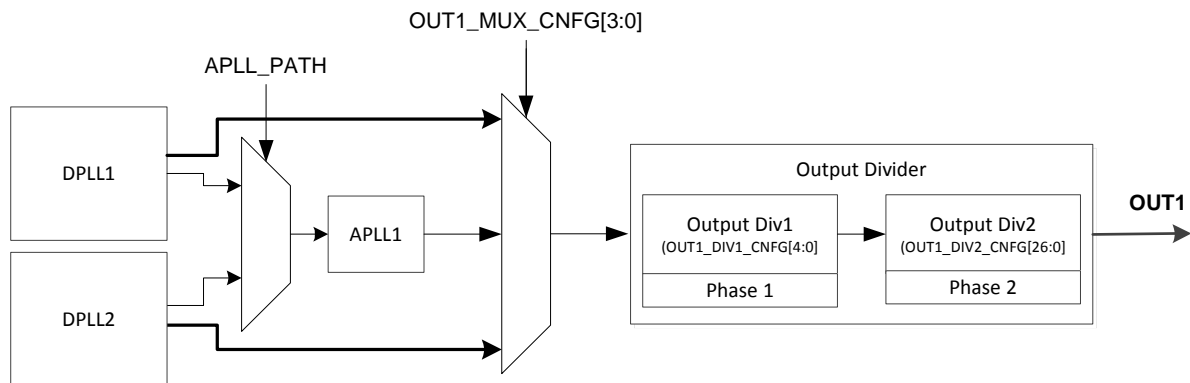 OUT1_MUX_CNFG[3:0]
APLL_PATH
DPLL1
APLL1
DPLL2
Output Divider
Output Div1
(OUT1_DIV1_CNFG[4:0]
Phase 1
Output Div2
(OUT1_DIV2_CNFG[26:0]
Phase 2
OUT1